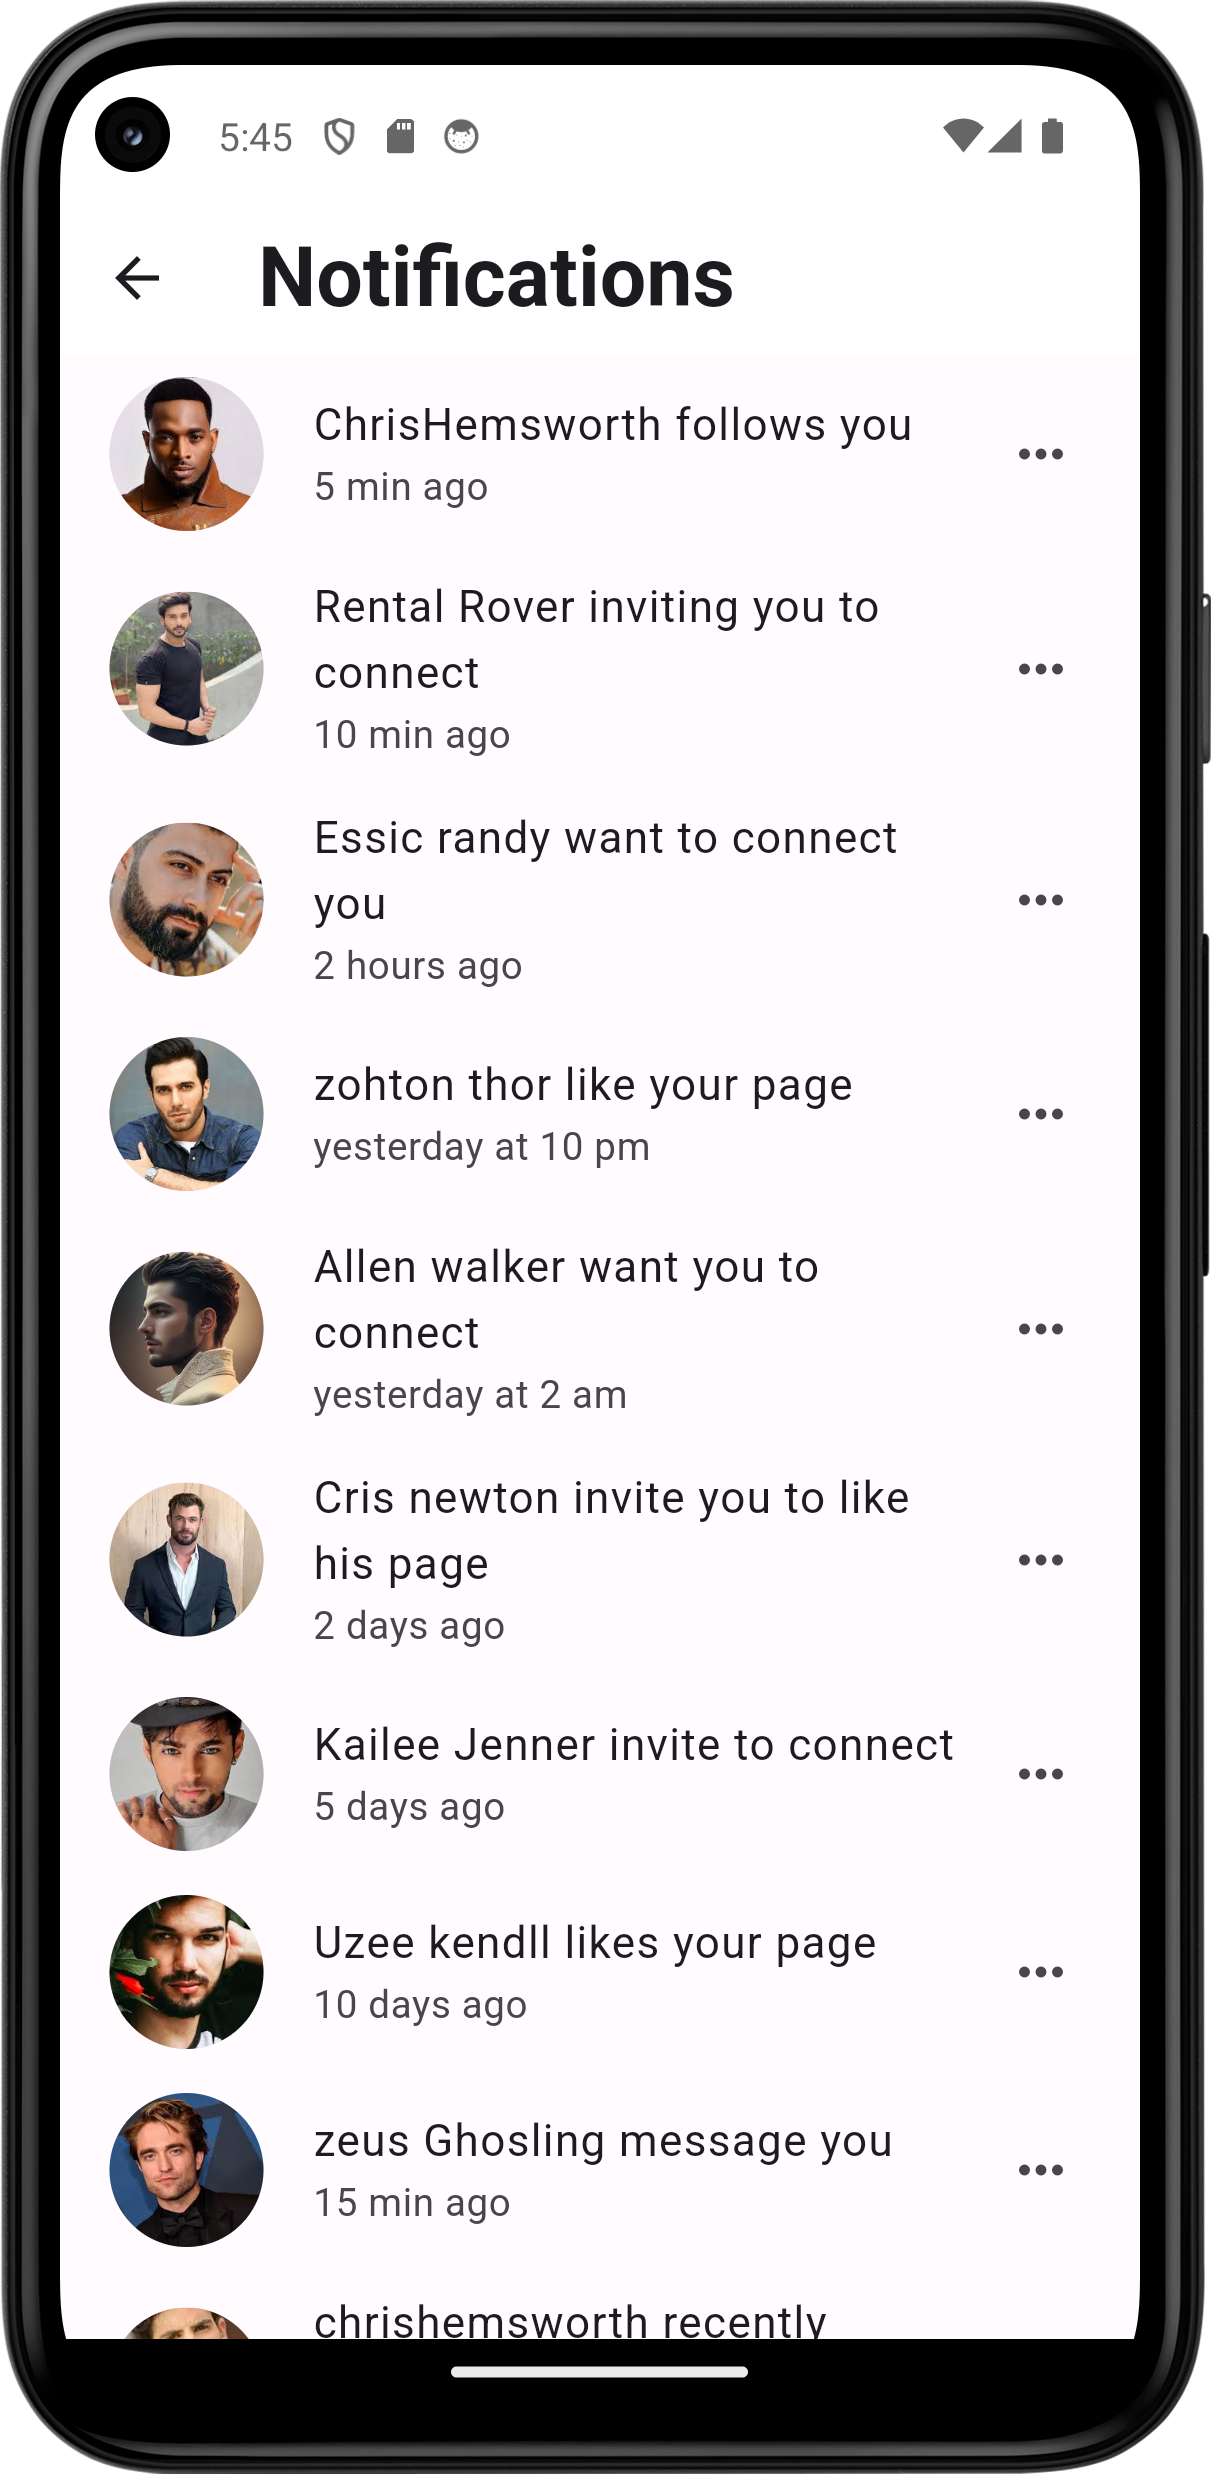 5:45
Notifications
ChrisHemsworth follows you
5 min ago
Rental Rover inviting you to
connect
10 min ago
Essic randy want to connect
you
2 hours ago
zohton thor like your page
yesterday at 10 pm
Allen walker want you to
connect
yesterday at 2 am
Cris newton invite you to like
his page
2 days ago
Kailee Jenner invite to connect
5 days ago
Uzee kendll likes your page
10 days ago
zeus Ghosling message you
15 min ago
chrishemsworth recently